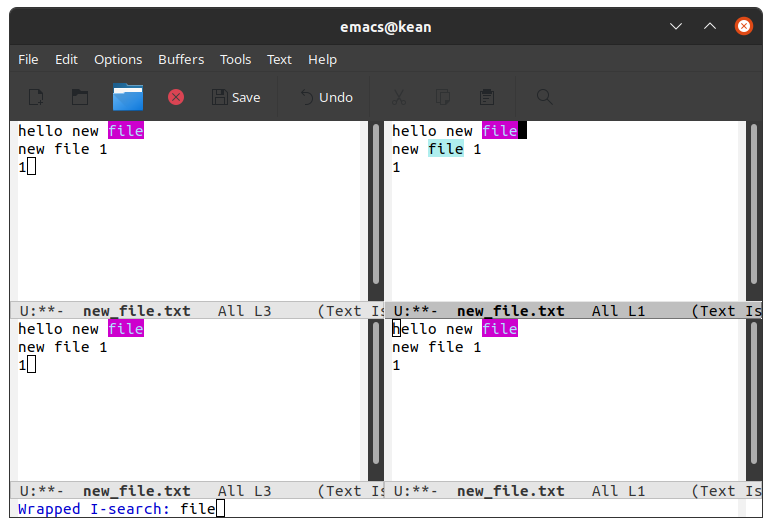 emacs@kean
File Edit Options Buffers Tools Text Help
Save Undo
hello new file
new file 1
1
U:**- new_file.txt All L3 (Text Is
hello new file
new file 1
1
U:**- new_file.txt All L1 (Text Is
hello new file
new file 1
1
U:**- new_file.txt All L3 (Text Is
hello new file
new file 1
1
U:**- new_file.txt All L1 (Text Is
Wrapped I-search: file